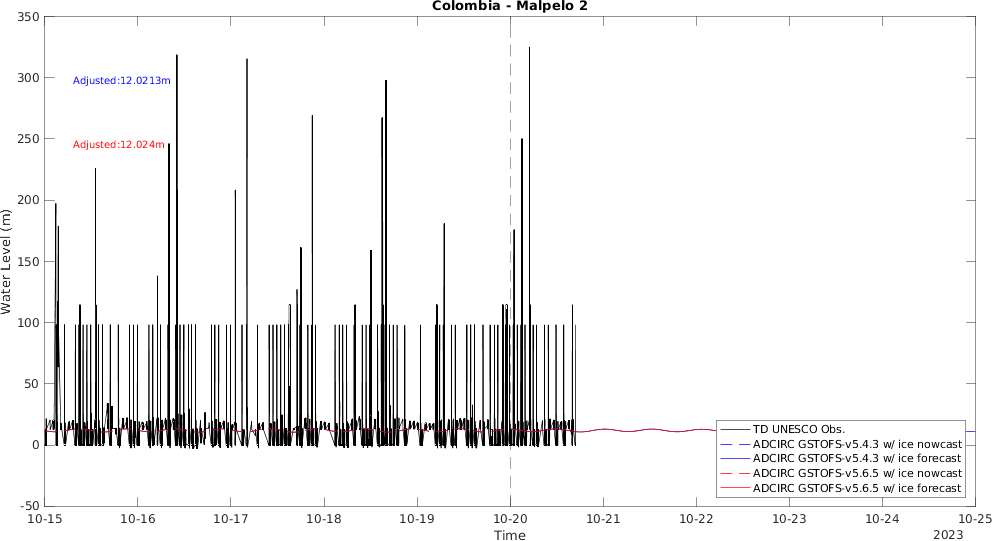 Colombia - Malpelo 2
350
300
250
200
150
100
50
0
-50
Water Level (m)
Adjusted:12.0213m
Adjusted:12.024m
TD UNESCO Obs.
ADCIRC GSTOFS-v5.4.3 w/ ice nowcast
ADCIRC GSTOFS-v5.4.3 w/ ice forecast
ADCIRC GSTOFS-v5.6.5 w/ ice nowcast
ADCIRC GSTOFS-v5.6.5 w/ ice forecast
10-15 10-16 10-17 10-18 10-19 10-20 10-21 10-22 10-23 10-24 10-25
Time
2023